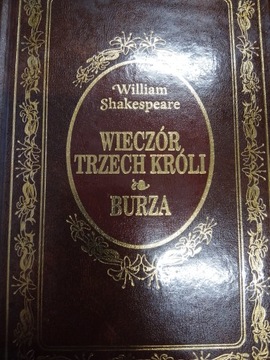 William
Shakespeare
WIECZÓR
TRZECH KRÓLI
BURZA